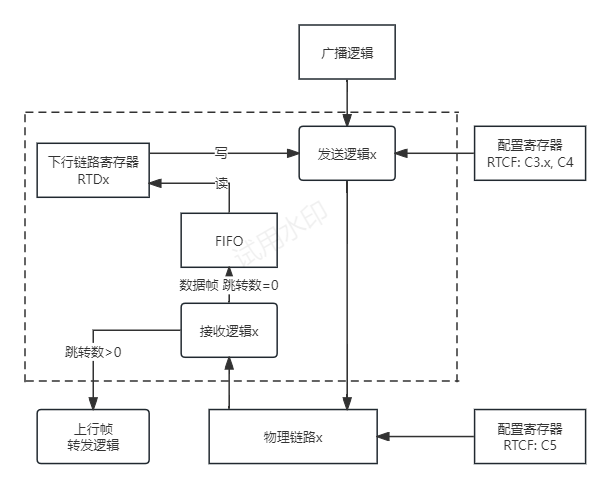 广播逻辑
下行链路寄存器
RTDx
写
读
发送逻辑x
配置寄存器
RTCF: C3.x, C4
FIFO
试用水印
数据帧 跳转数=0
接收逻辑x
跳转数>0
上行帧
转发逻辑
物理链路x
配置寄存器
RTCF: C5